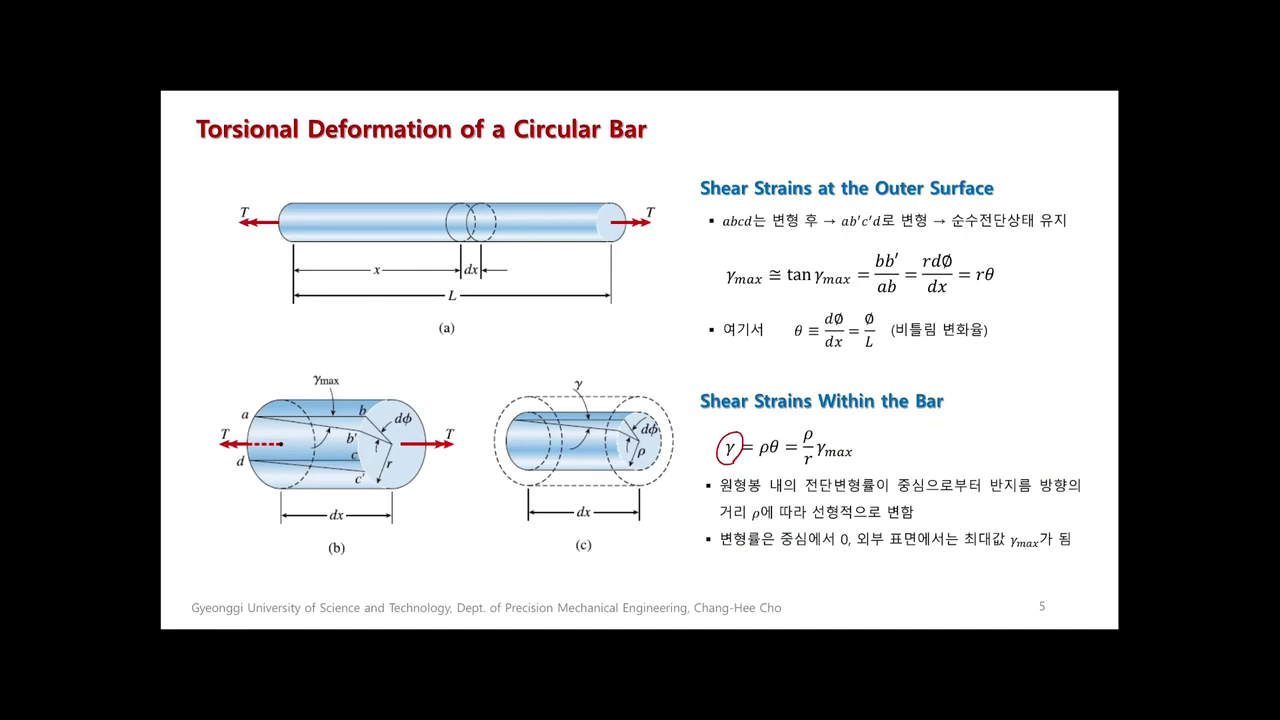 Torsional Deformation of a Circular Bar
T
T
x
dx
L
(a)
γmax
a
b
dϕ
T
b'
T
c
d
r
c'
dx
(b)
γ
dϕ
ρ
dx
(c)
Shear Strains at the Outer Surface
▪ abcd는 변형 후 → ab′c′d로 변형 → 순수전단상태 유지
γmax ≅ tan γmax = bb′/ab = rdØ/dx = rθ
▪ 여기서 θ ≡ dØ/dx = Ø/L (비틀림 변화율)
Shear Strains Within the Bar
γ = ρθ = ρ/r γmax
▪ 원형봉 내의 전단변형률이 중심으로부터 반지름 방향의
거리 ρ에 따라 선형적으로 변함
▪ 변형률은 중심에서 0, 외부 표면에서는 최대값 γmax가 됨
Gyeonggi University of Science and Technology, Dept. of Precision Mechanical Engineering, Chang-Hee Cho
5